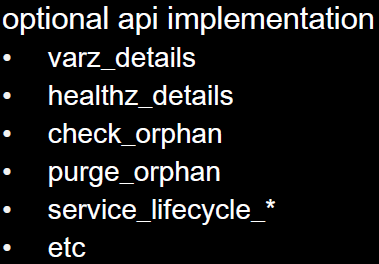 optional api implementation
• varz_details
• healthz_details
• check_orphan
• purge_orphan
• service_lifecycle_*
• etc